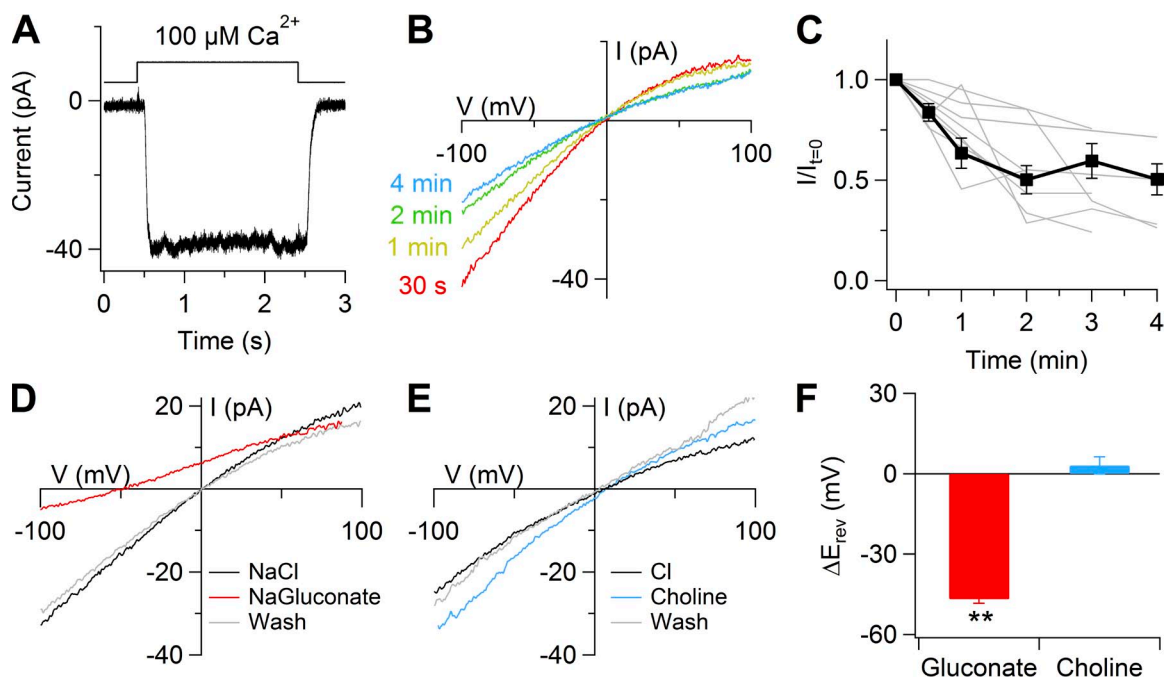 A
100 µM Ca2+
Current (pA)
0
-40
0
1
2
3
Time (s)
B
I (pA)
V (mV)
-100
100
4 min
2 min
1 min
30 s
-40
C
I/It=0
1.0
0.5
0.0
0
1
2
3
4
Time (min)
D
20
I (pA)
V (mV)
-100
100
-20
NaCl
NaGluconate
Wash
-40
E
20
I (pA)
V (mV)
-100
100
-20
Cl
Choline
Wash
-40
F
30
0
-30
-60
ΔErev (mV)
**
Gluconate
Choline